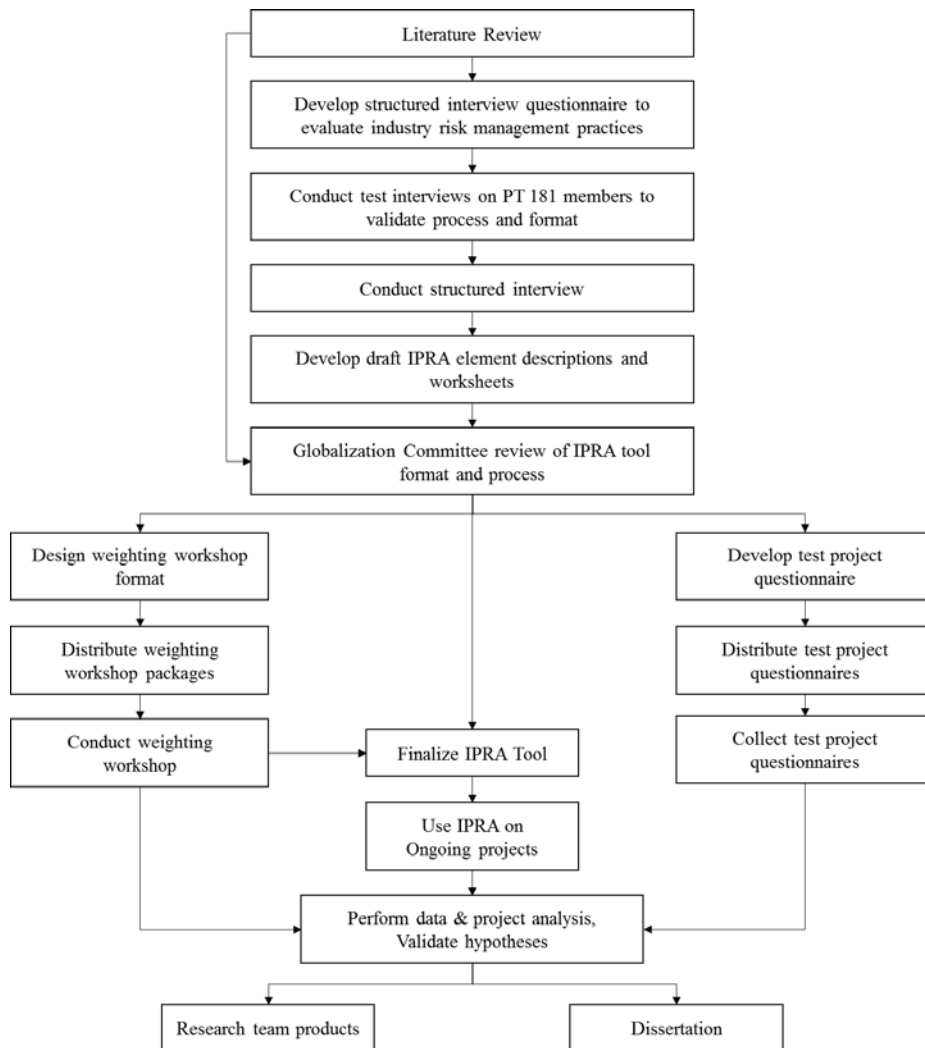 Literature Review
Develop structured interview questionnaire to
evaluate industry risk management practices
Conduct test interviews on PT 181 members to
validate process and format
Conduct structured interview
Develop draft IPRA element descriptions and
worksheets
Globalization Committee review of IPRA tool
format and process
Design weighting workshop
format
Distribute weighting
workshop packages
Conduct weighting
workshop
Finalize IPRA Tool
Use IPRA on
Ongoing projects
Develop test project
questionnaire
Distribute test project
questionnaires
Collect test project
questionnaires
Perform data & project analysis,
Validate hypotheses
Research team products
Dissertation